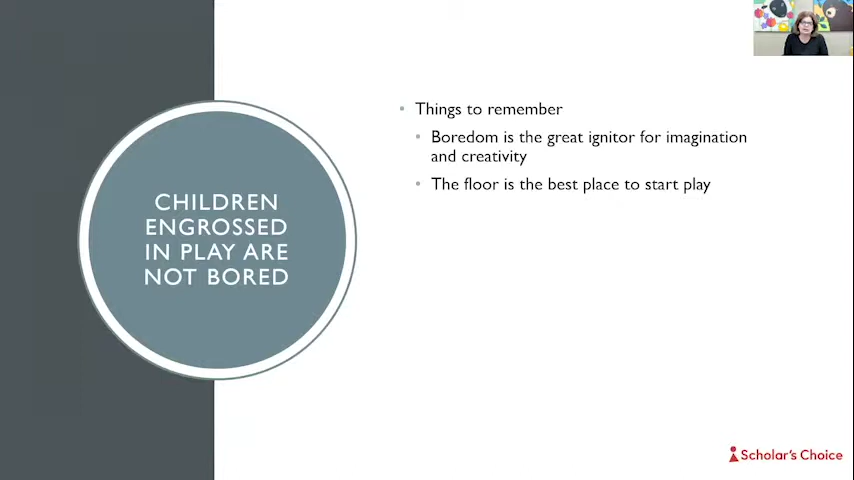 CHILDREN
ENGROSSED
IN PLAY ARE
NOT BORED
Things to remember
Boredom is the great ignitor for imagination
and creativity
The floor is the best place to start play
Scholar's Choice